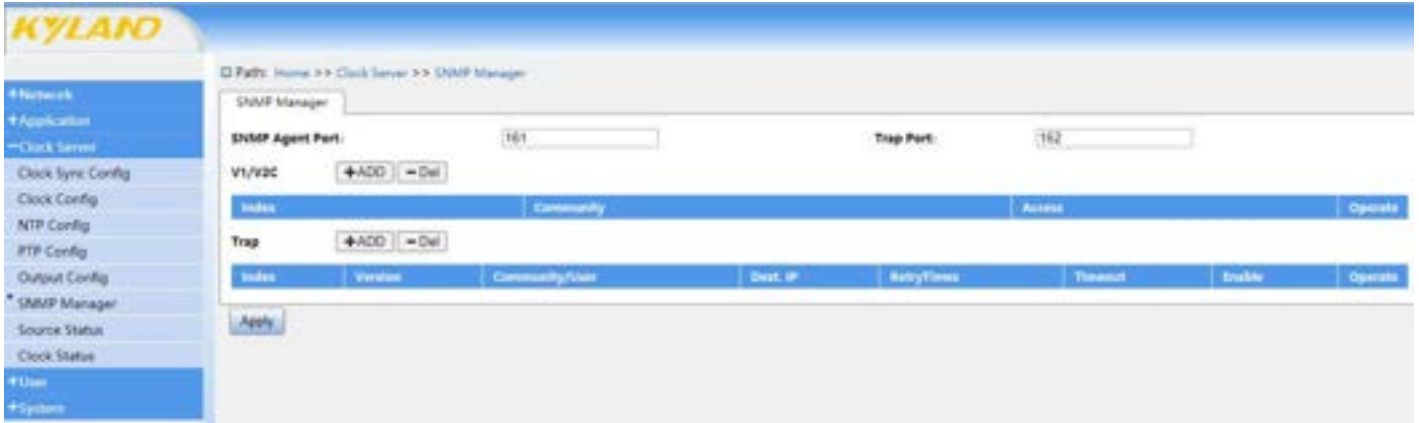 KYLAND
Path: Home >> Clock Server >> SNMP Manager
+Network
+Application
−Clock Server
Clock Sync Config
Clock Config
NTP Config
PTP Config
Output Config
SNMP Manager
Source Status
Clock Status
+User
+System
SNMP Manager
SNMP Agent Port: 161 Trap Port: 162
V1/V2C +ADD −Del
Index Community Access Operate
Trap +ADD −Del
Index Version Community/User Dest. IP RetryTimes Timeout Enable Operate
Apply